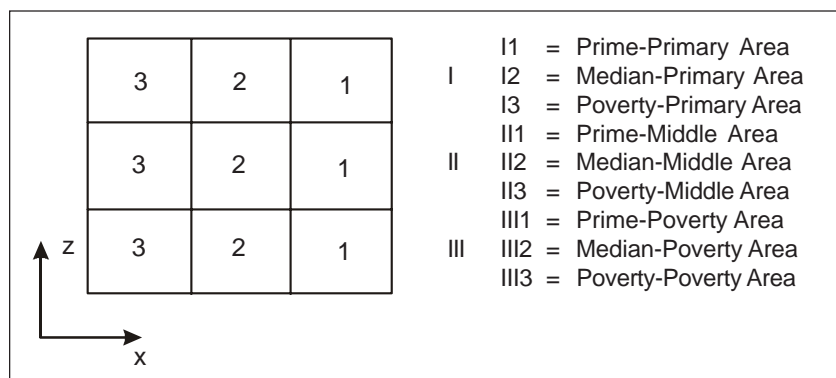 I1 = Prime-Primary Area
3 2 1 I I2 = Median-Primary Area
I3 = Poverty-Primary Area
II1 = Prime-Middle Area
3 2 1 II II2 = Median-Middle Area
II3 = Poverty-Middle Area
III1 = Prime-Poverty Area
z 3 2 1 III III2 = Median-Poverty Area
III3 = Poverty-Poverty Area
x